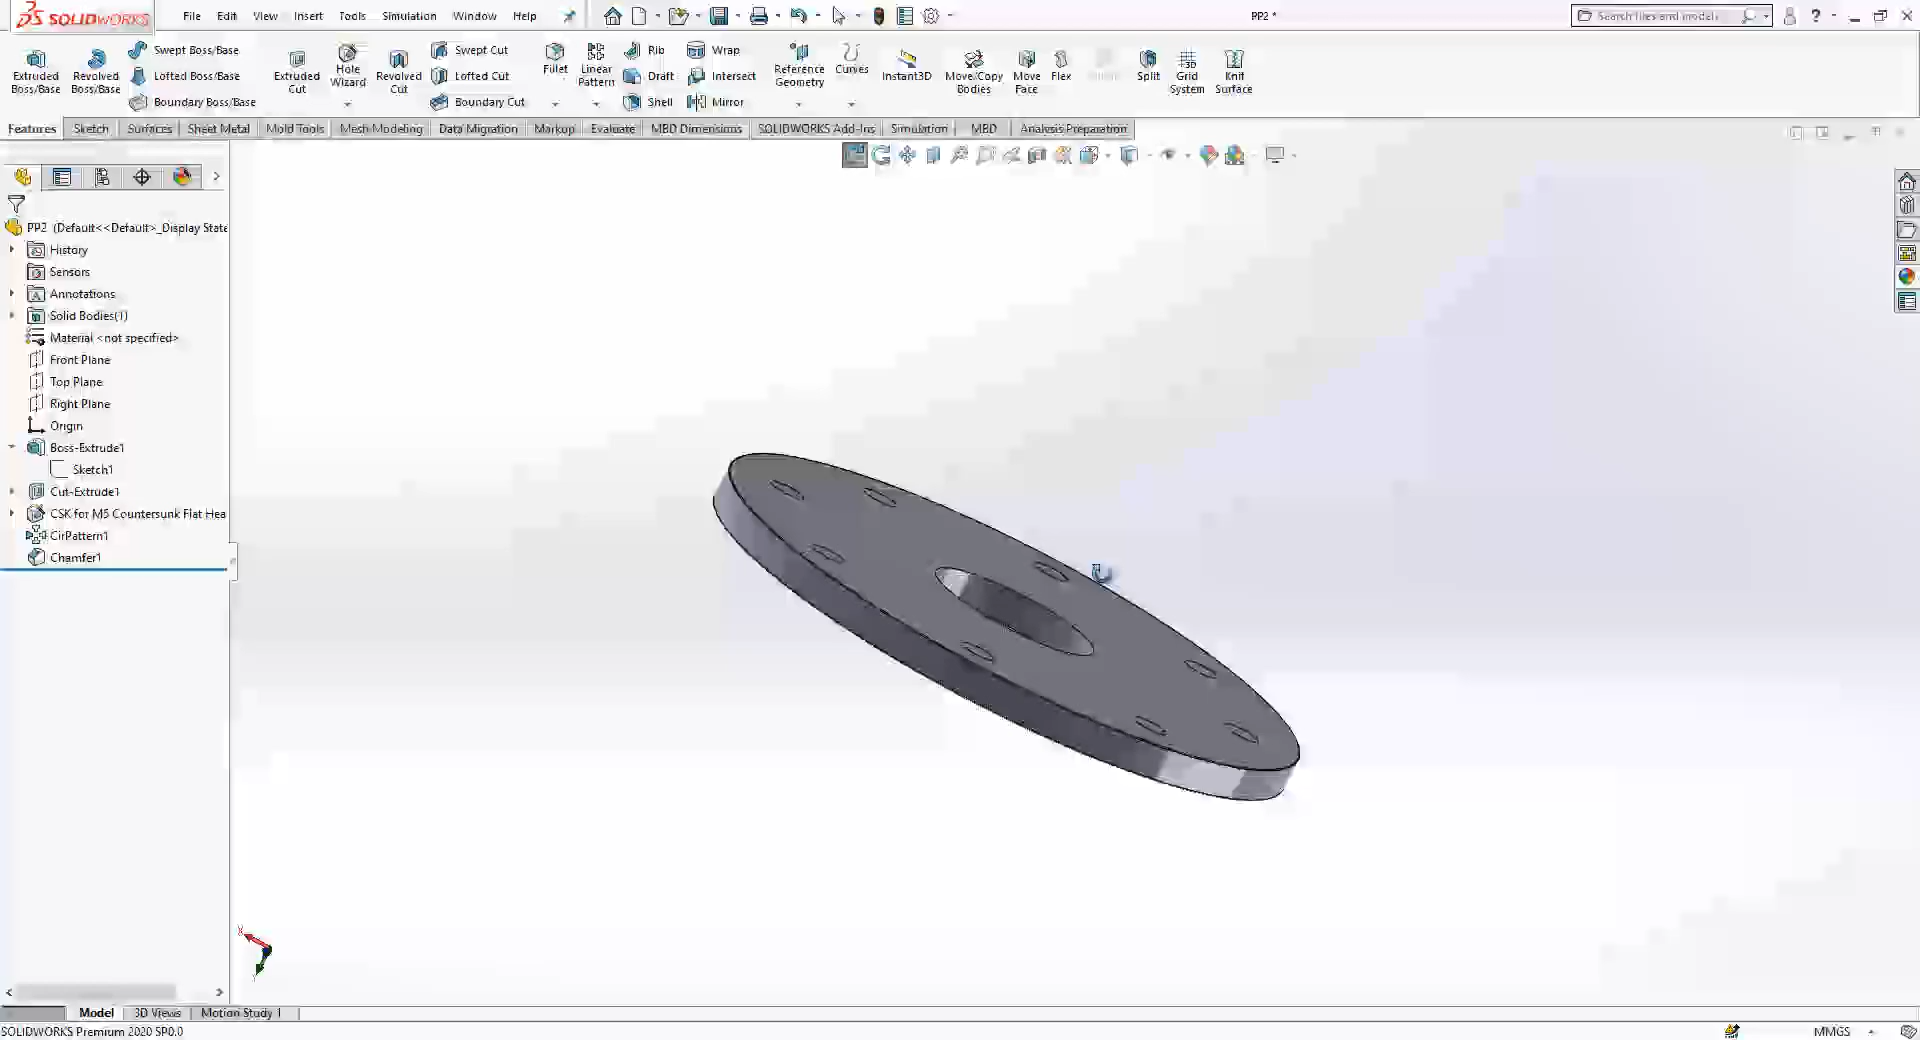 SOLIDWORKS File Edit View Insert Tools Simulation Window Help PP2 * Search files and models ?
Extruded Boss/Base
Revolved Boss/Base
Swept Boss/Base
Lofted Boss/Base
Boundary Boss/Base
Extruded Cut
Hole Wizard
Revolved Cut
Swept Cut
Lofted Cut
Boundary Cut
Fillet
Linear Pattern
Rib
Draft
Shell
Wrap
Intersect
Mirror
Reference Geometry
Curves
Instant3D
Move/Copy Bodies
Move Face
Flex
Split
Grid System
Knit Surface
Features Sketch Surfaces Sheet Metal Mold Tools Mesh Modeling Data Migration Markup Evaluate MBD Dimensions SOLIDWORKS Add-Ins Simulation MBD Analysis Preparation
PP2 (Default<<Default>_Display State
History
Sensors
Annotations
Solid Bodies(1)
Material <not specified>
Front Plane
Top Plane
Right Plane
Origin
Boss-Extrude1
Sketch1
Cut-Extrude1
CSK for M5 Countersunk Flat Hea
CirPattern1
Chamfer1
X
Model 3D Views Motion Study 1
SOLIDWORKS Premium 2020 SP0.0 MMGS